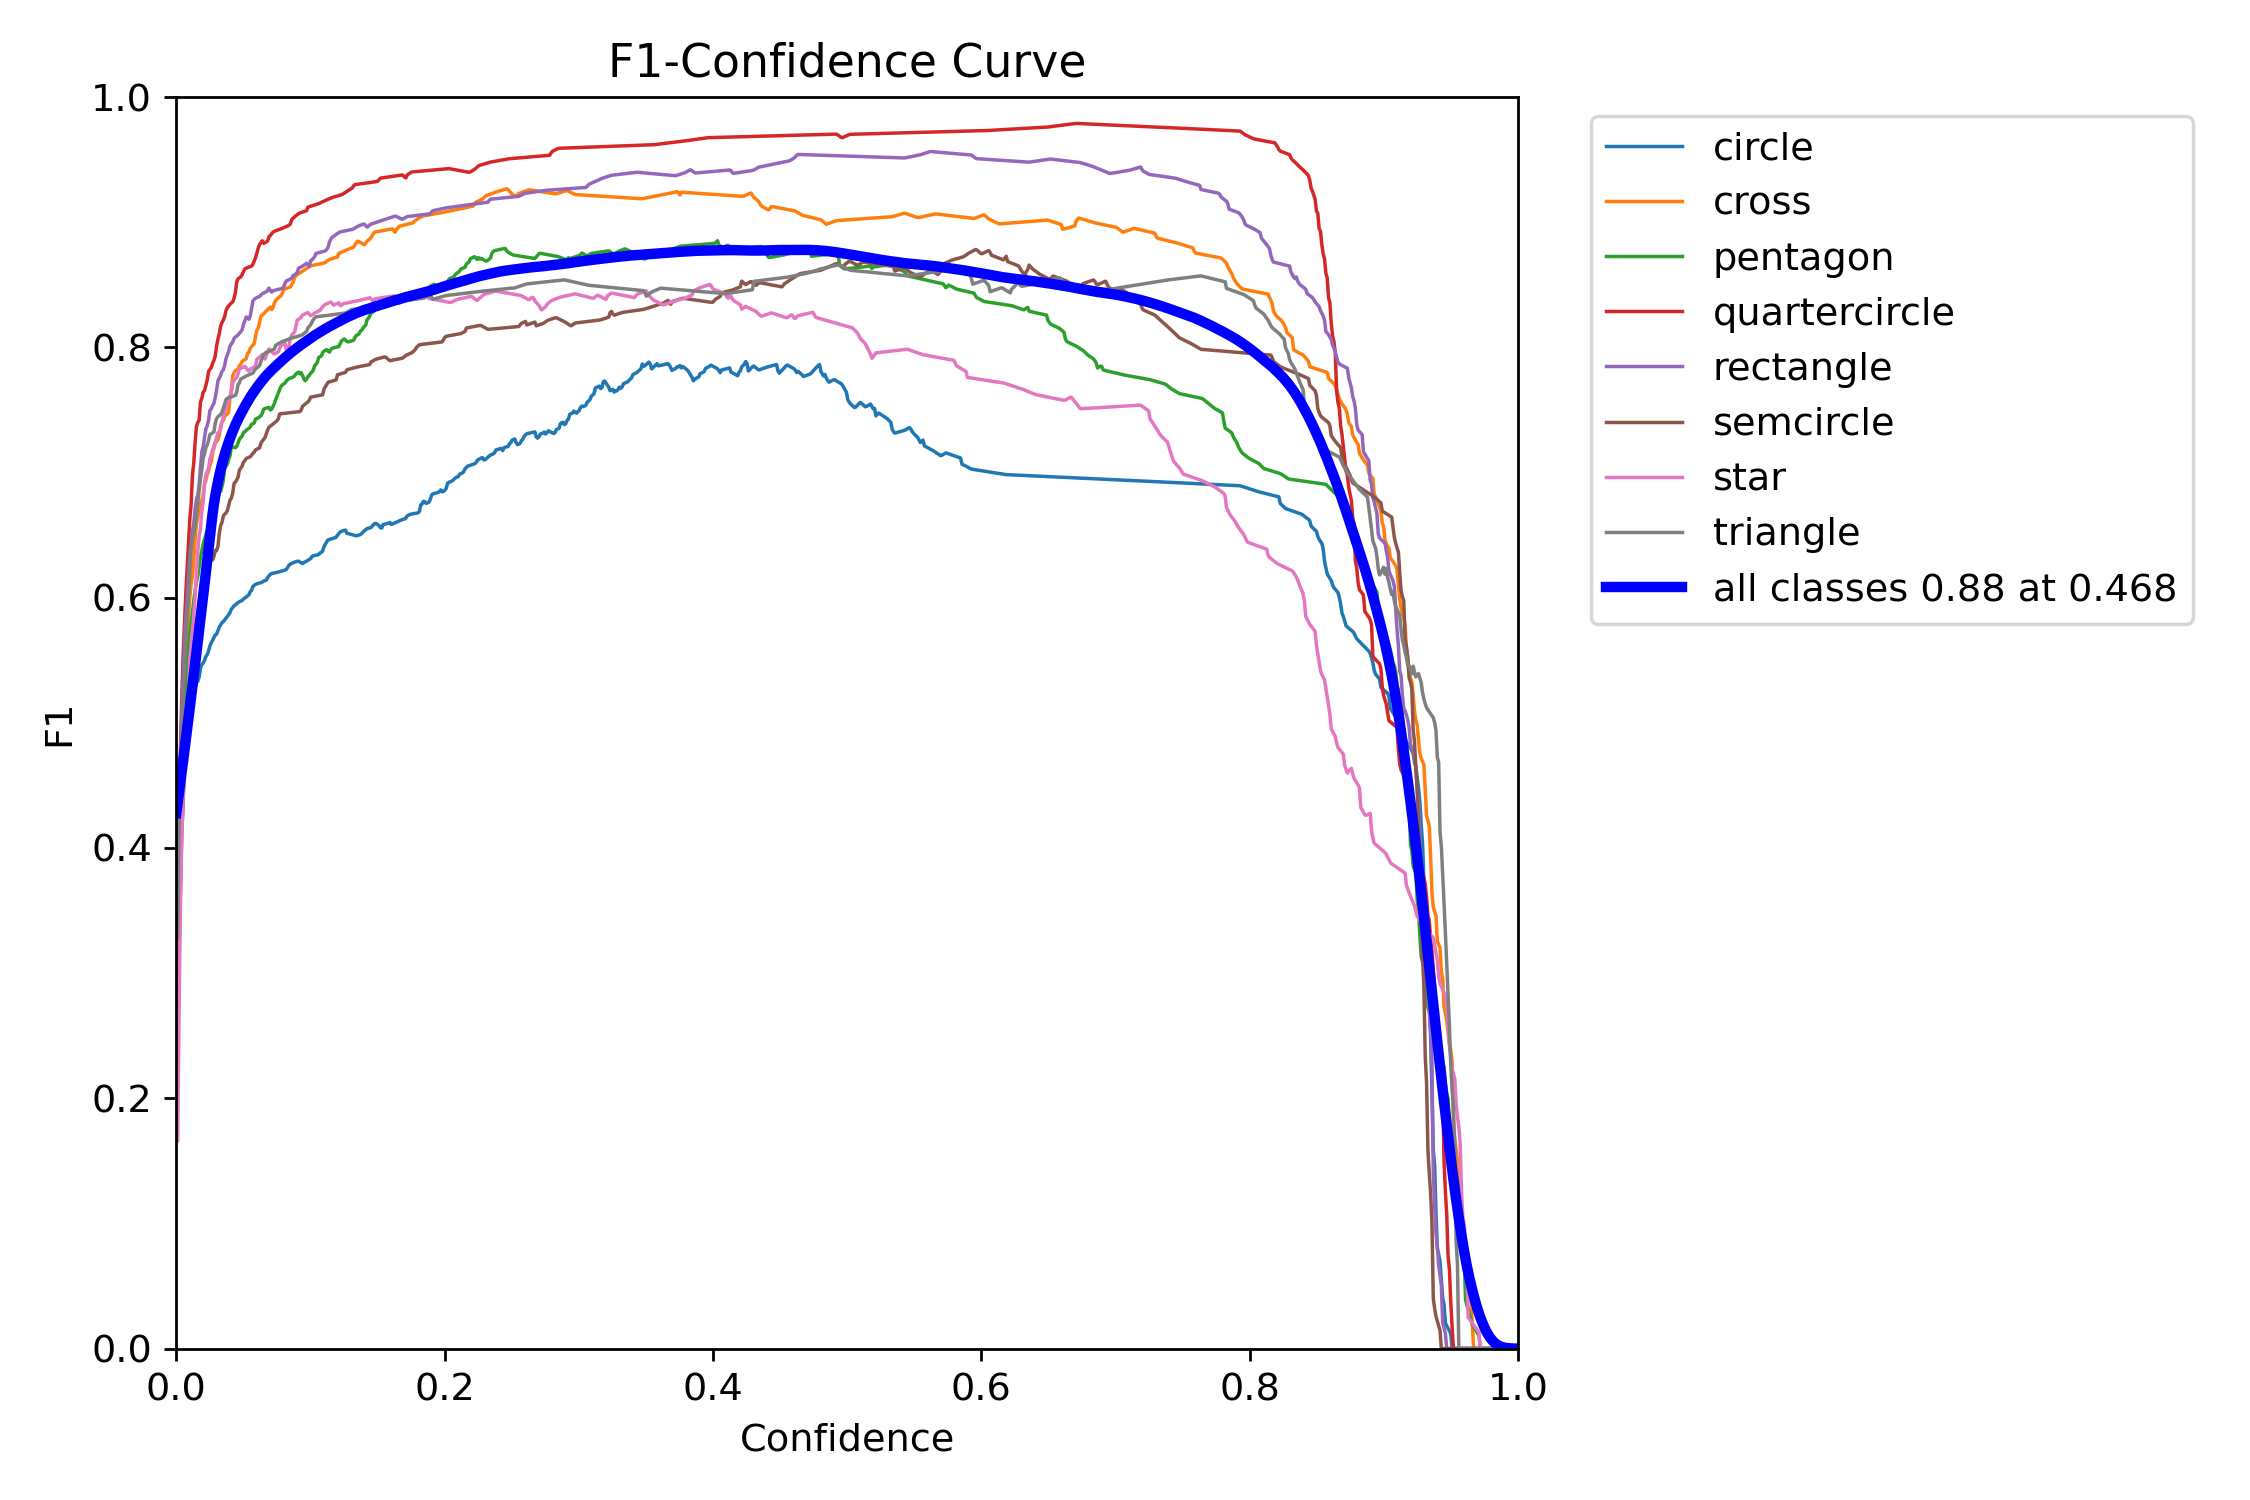 F1-Confidence Curve
1.0
0.8
0.6
0.4
0.2
0.0
F1
0.0 0.2 0.4 0.6 0.8 1.0
Confidence
circle
cross
pentagon
quartercircle
rectangle
semcircle
star
triangle
all classes 0.88 at 0.468